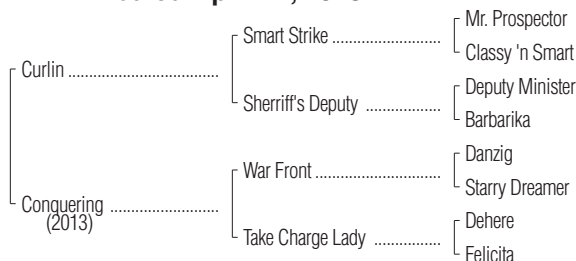 Mr. Prospector
Smart Strike ..................
Classy 'n Smart
Curlin .........................
Deputy Minister
Sherriff's Deputy ............
Barbarika
Danzig
War Front .....................
Starry Dreamer
Conquering ..................
(2013)
Dehere
Take Charge Lady ...........
Felicita